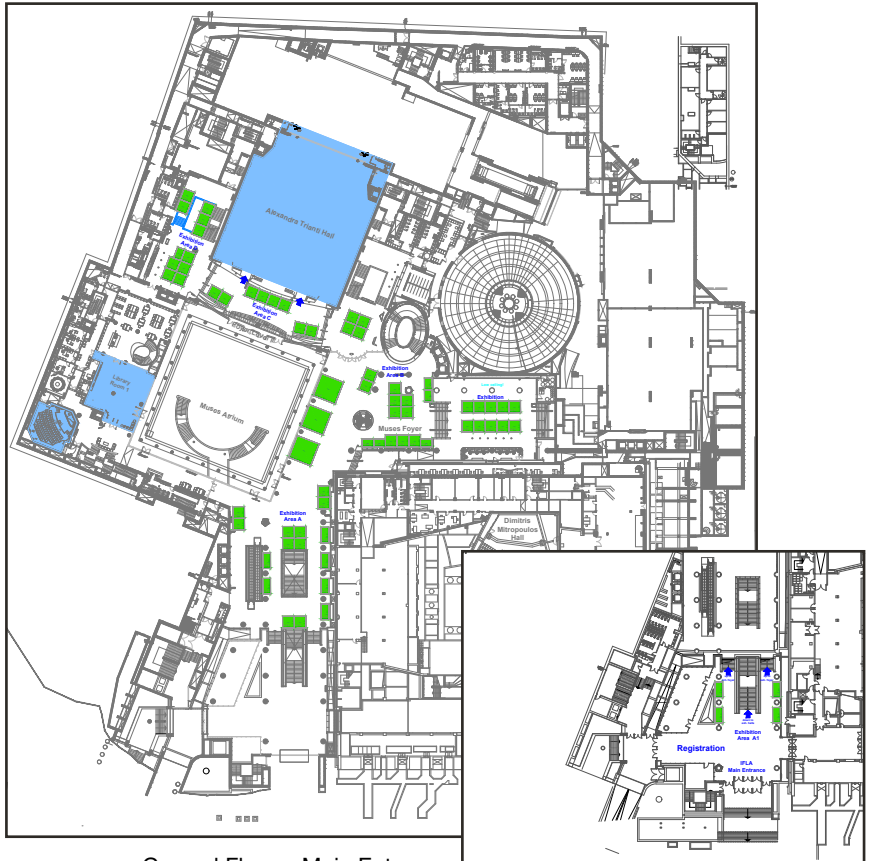 Alexandra Trianti Hall
Exhibition
Area D
Exhibition
Area C
Library
Room 1
Muses Atrium
Exhibition
Muses Foyer
Exhibition
Exhibition
Area A
Dimitris
Mitropoulos
Hall
Exhibition
Area A1
Registration
IFLA
Main Entrance